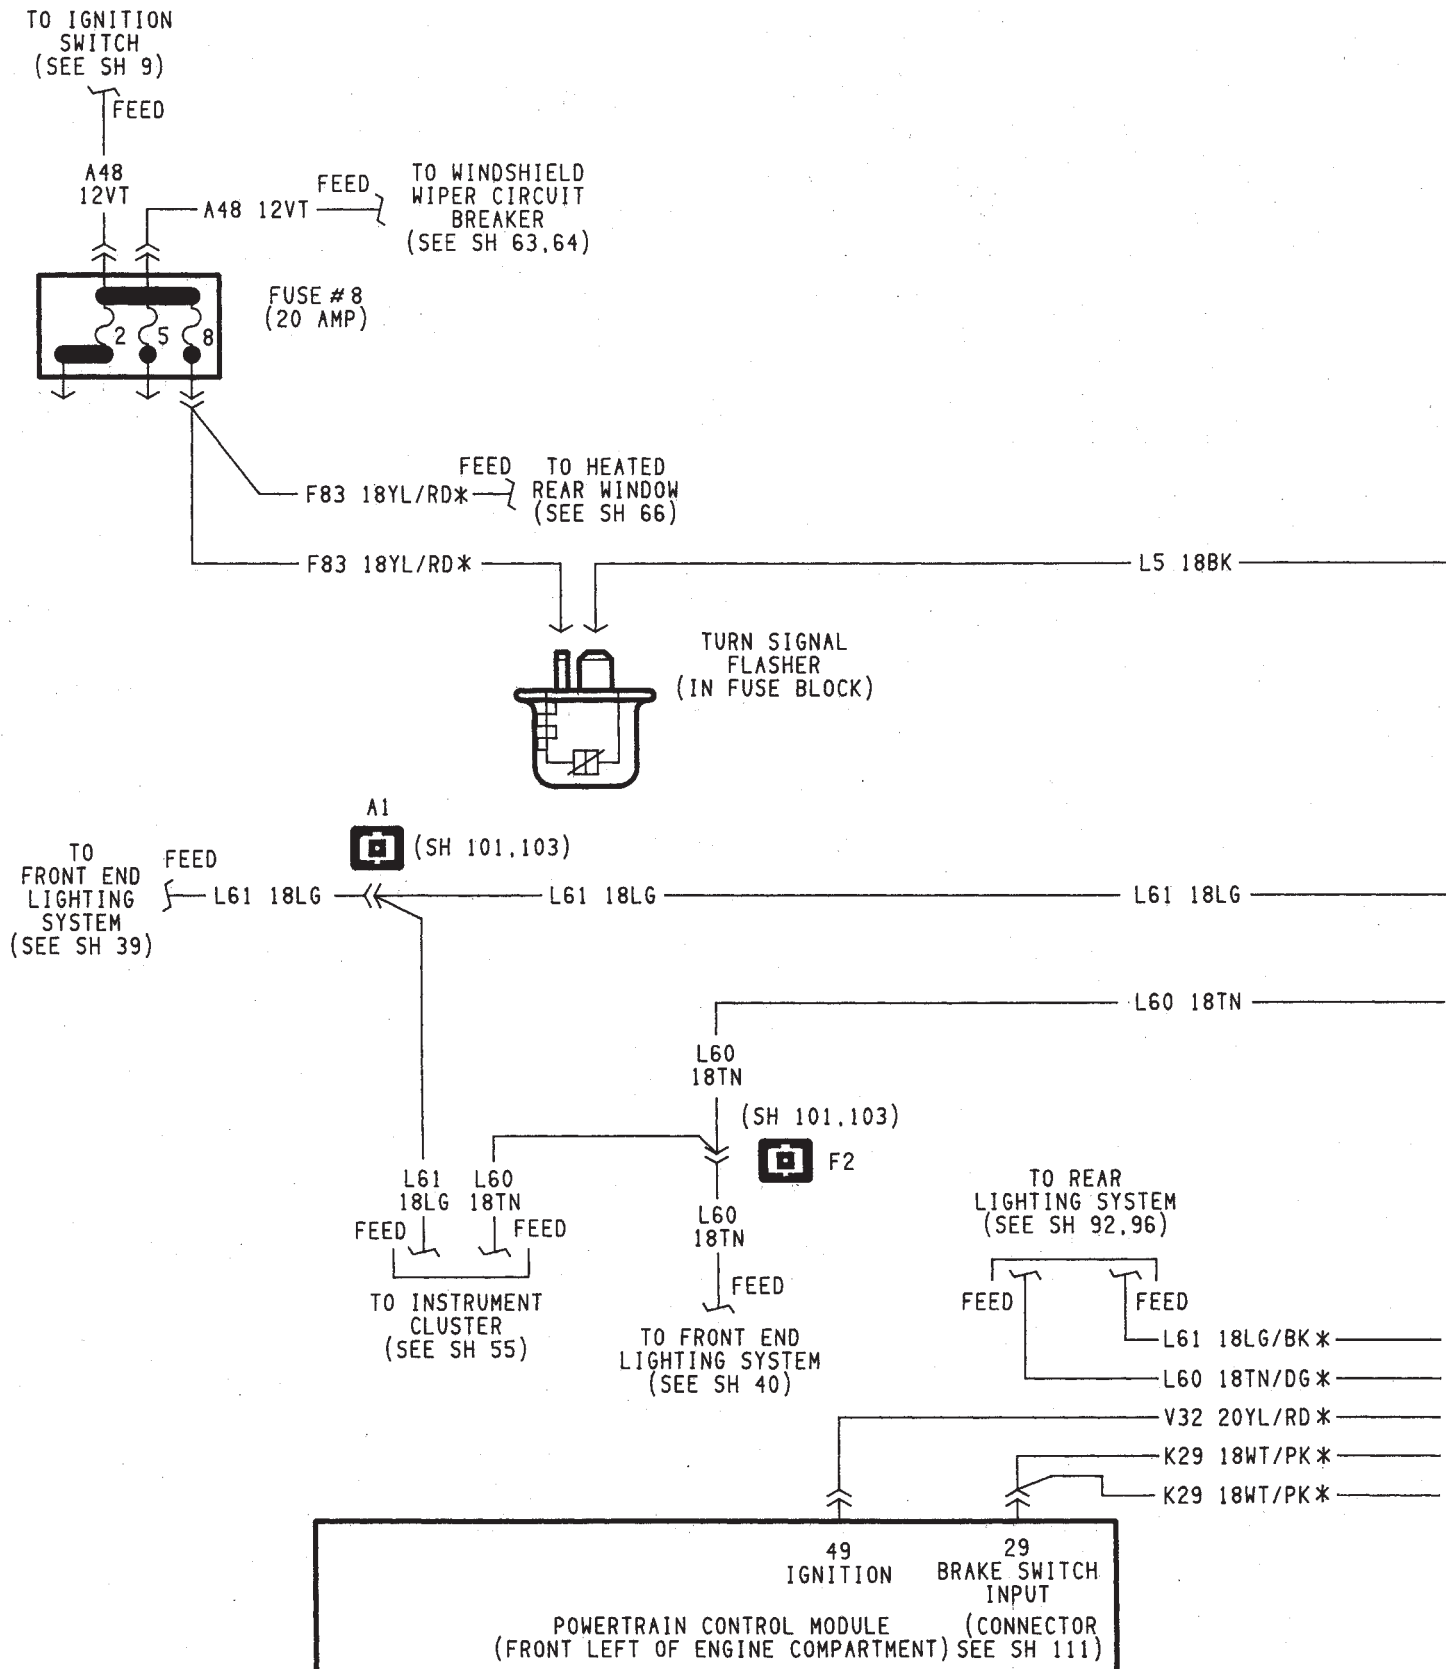 TO IGNITION
SWITCH
(SEE SH 9)
FEED
A48
12VT
A48 12VT
FEED
TO WINDSHIELD
WIPER CIRCUIT
BREAKER
(SEE SH 63,64)
FUSE #8
(20 AMP)
2 5 8
F83 18YL/RD*
FEED
TO HEATED
REAR WINDOW
(SEE SH 66)
F83 18YL/RD*
L5 18BK
TURN SIGNAL
FLASHER
(IN FUSE BLOCK)
A1
(SH 101,103)
TO
FRONT END
LIGHTING
SYSTEM
(SEE SH 39)
FEED
L61 18LG
L61 18LG
L61 18LG
L60 18TN
L60
18TN
(SH 101,103)
F2
L61
18LG
L60
18TN
FEED
FEED
TO INSTRUMENT
CLUSTER
(SEE SH 55)
L60
18TN
FEED
TO FRONT END
LIGHTING SYSTEM
(SEE SH 40)
TO REAR
LIGHTING SYSTEM
(SEE SH 92,96)
FEED
FEED
L61 18LG/BK*
L60 18TN/DG*
V32 20YL/RD*
K29 18WT/PK*
K29 18WT/PK*
49
IGNITION
29
BRAKE SWITCH
INPUT
POWERTRAIN CONTROL MODULE
(FRONT LEFT OF ENGINE COMPARTMENT)
(CONNECTOR
SEE SH 111)